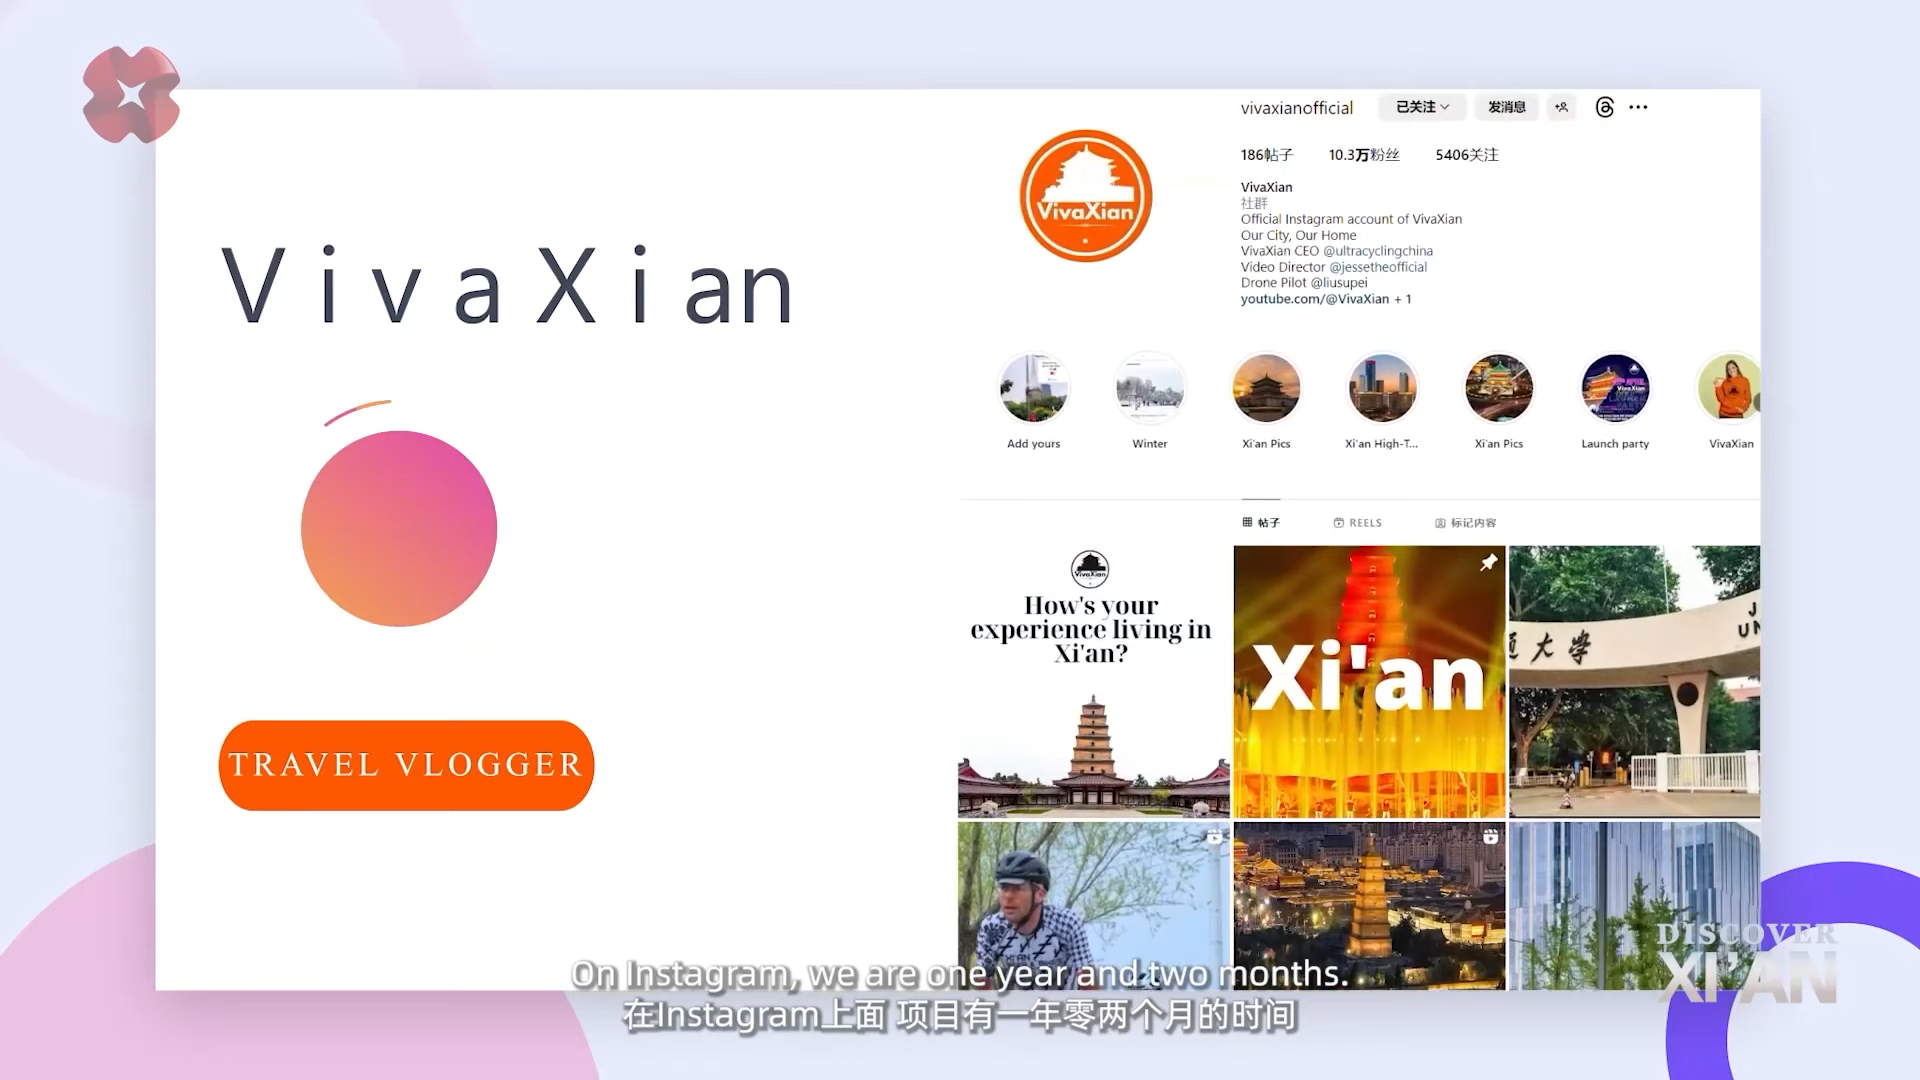 VivaXian
TRAVEL VLOGGER
vivaxianofficial
已关注
发消息
186帖子
10.3万粉丝
5406关注
VivaXian
VivaXian
社群
Official Instagram account of VivaXian
Our City, Our Home
VivaXian CEO @ultracyclingchina
Video Director @jessetheofficial
Drone Pilot @liusupei
youtube.com/@VivaXian + 1
Add yours
Winter
Xi'an Pics
Xi'an High-T...
Xi'an Pics
Launch party
VivaXian
帖子
REELS
标记内容
VivaXian
How's your
experience living in
Xi'an?
Xi'an
大学
On Instagram, we are one year and two months.
在Instagram上面 项目有一年零两个月的时间
DISCOVER
XI'AN